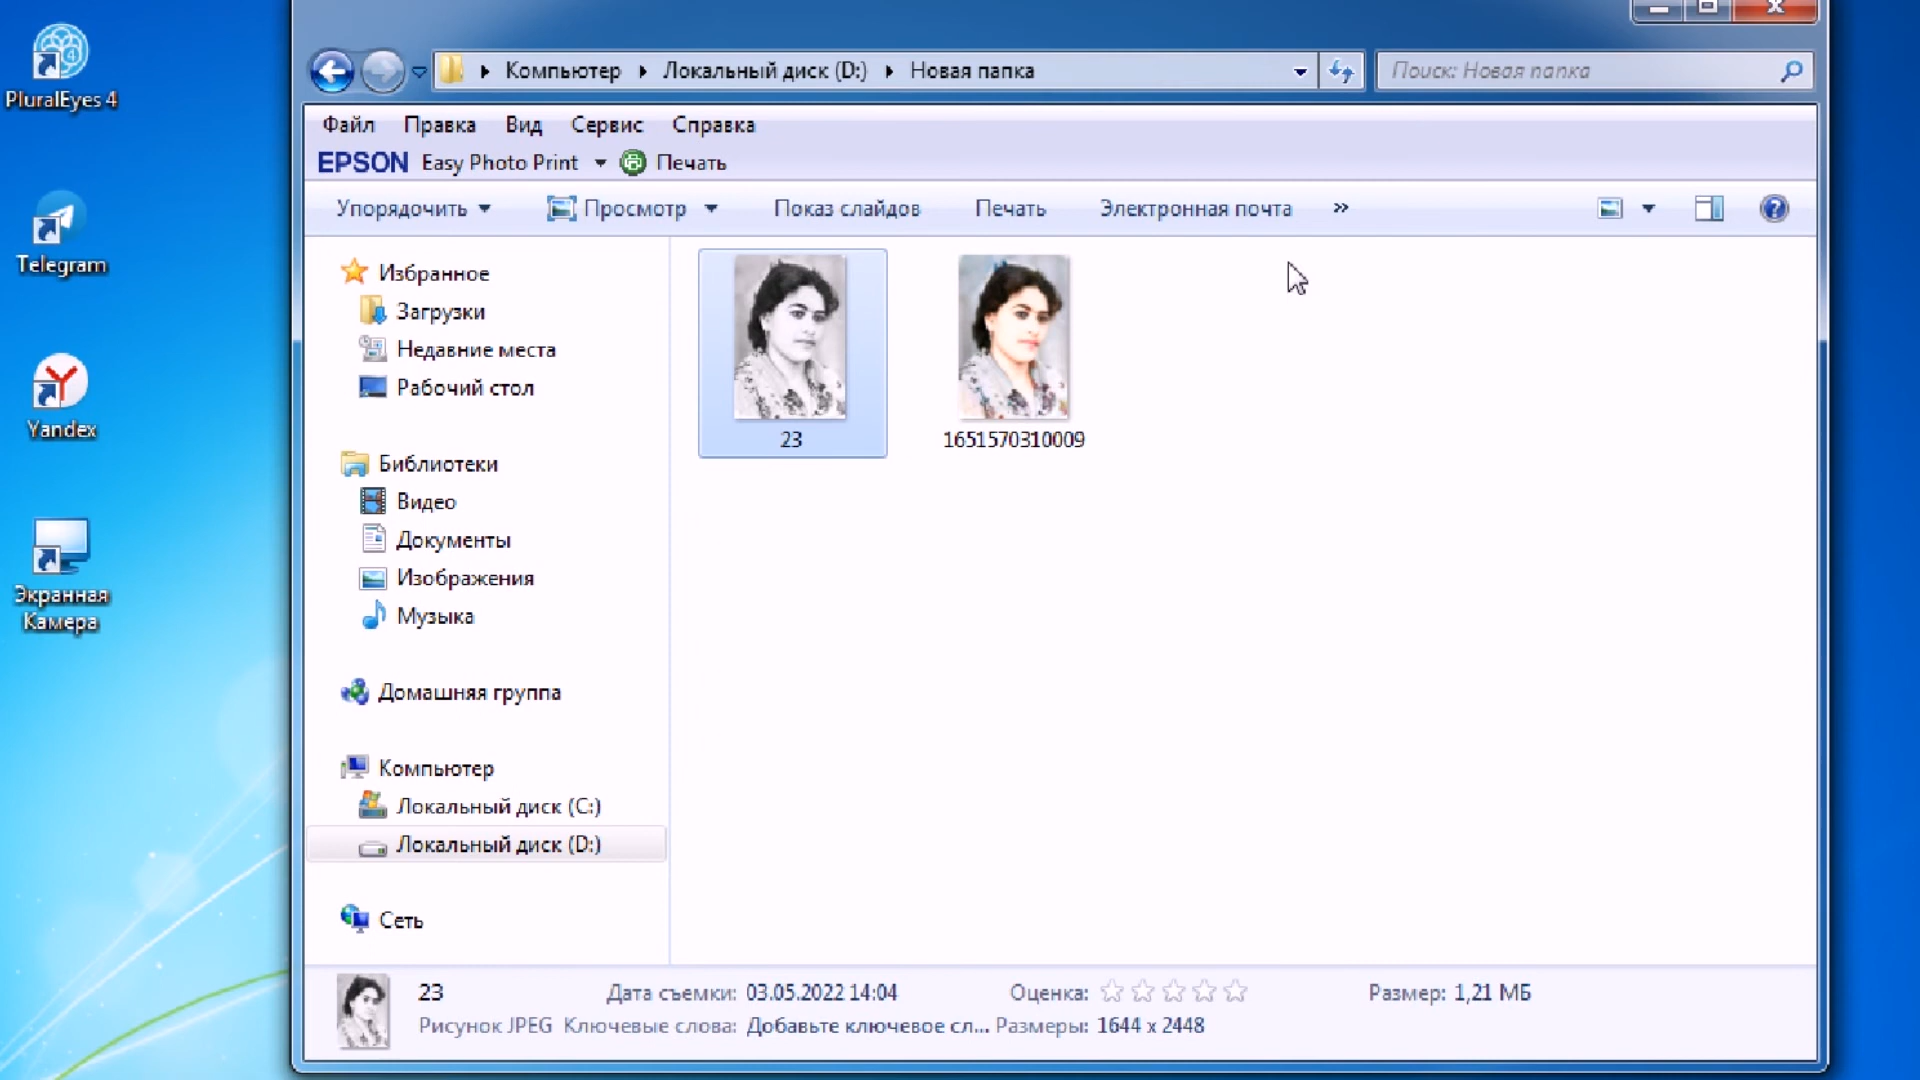 PluralEyes 4
Telegram
Yandex
Экранная
Камера
Компьютер
Локальный диск (D:)
Новая папка
Поиск: Новая папка
Файл Правка Вид Сервис Справка
EPSON Easy Photo Print Печать
Упорядочить Просмотр Показ слайдов Печать Электронная почта »
Избранное
Загрузки
Недавние места
Рабочий стол
Библиотеки
Видео
Документы
Изображения
Музыка
Домашняя группа
Компьютер
Локальный диск (C:)
Локальный диск (D:)
Сеть
23
1651570310009
23 Дата съемки: 03.05.2022 14:04 Оценка: Размер: 1,21 МБ
Рисунок JPEG Ключевые слова: Добавьте ключевое сл... Размеры: 1644 x 2448